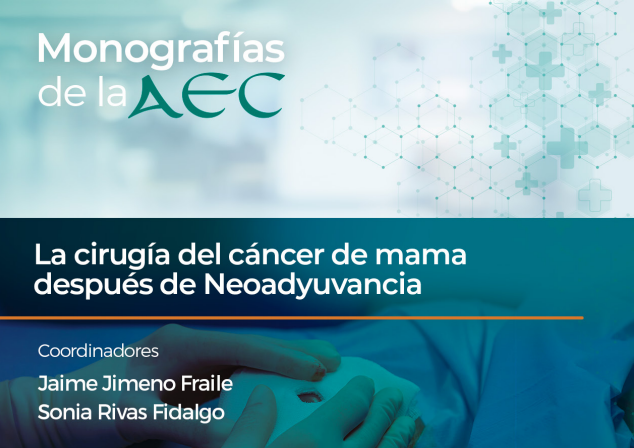 Monografías
de la AEC
La cirugía del cáncer de mama
después de Neoadyuvancia
Coordinadores
Jaime Jimeno Fraile
Sonia Rivas Fidalgo